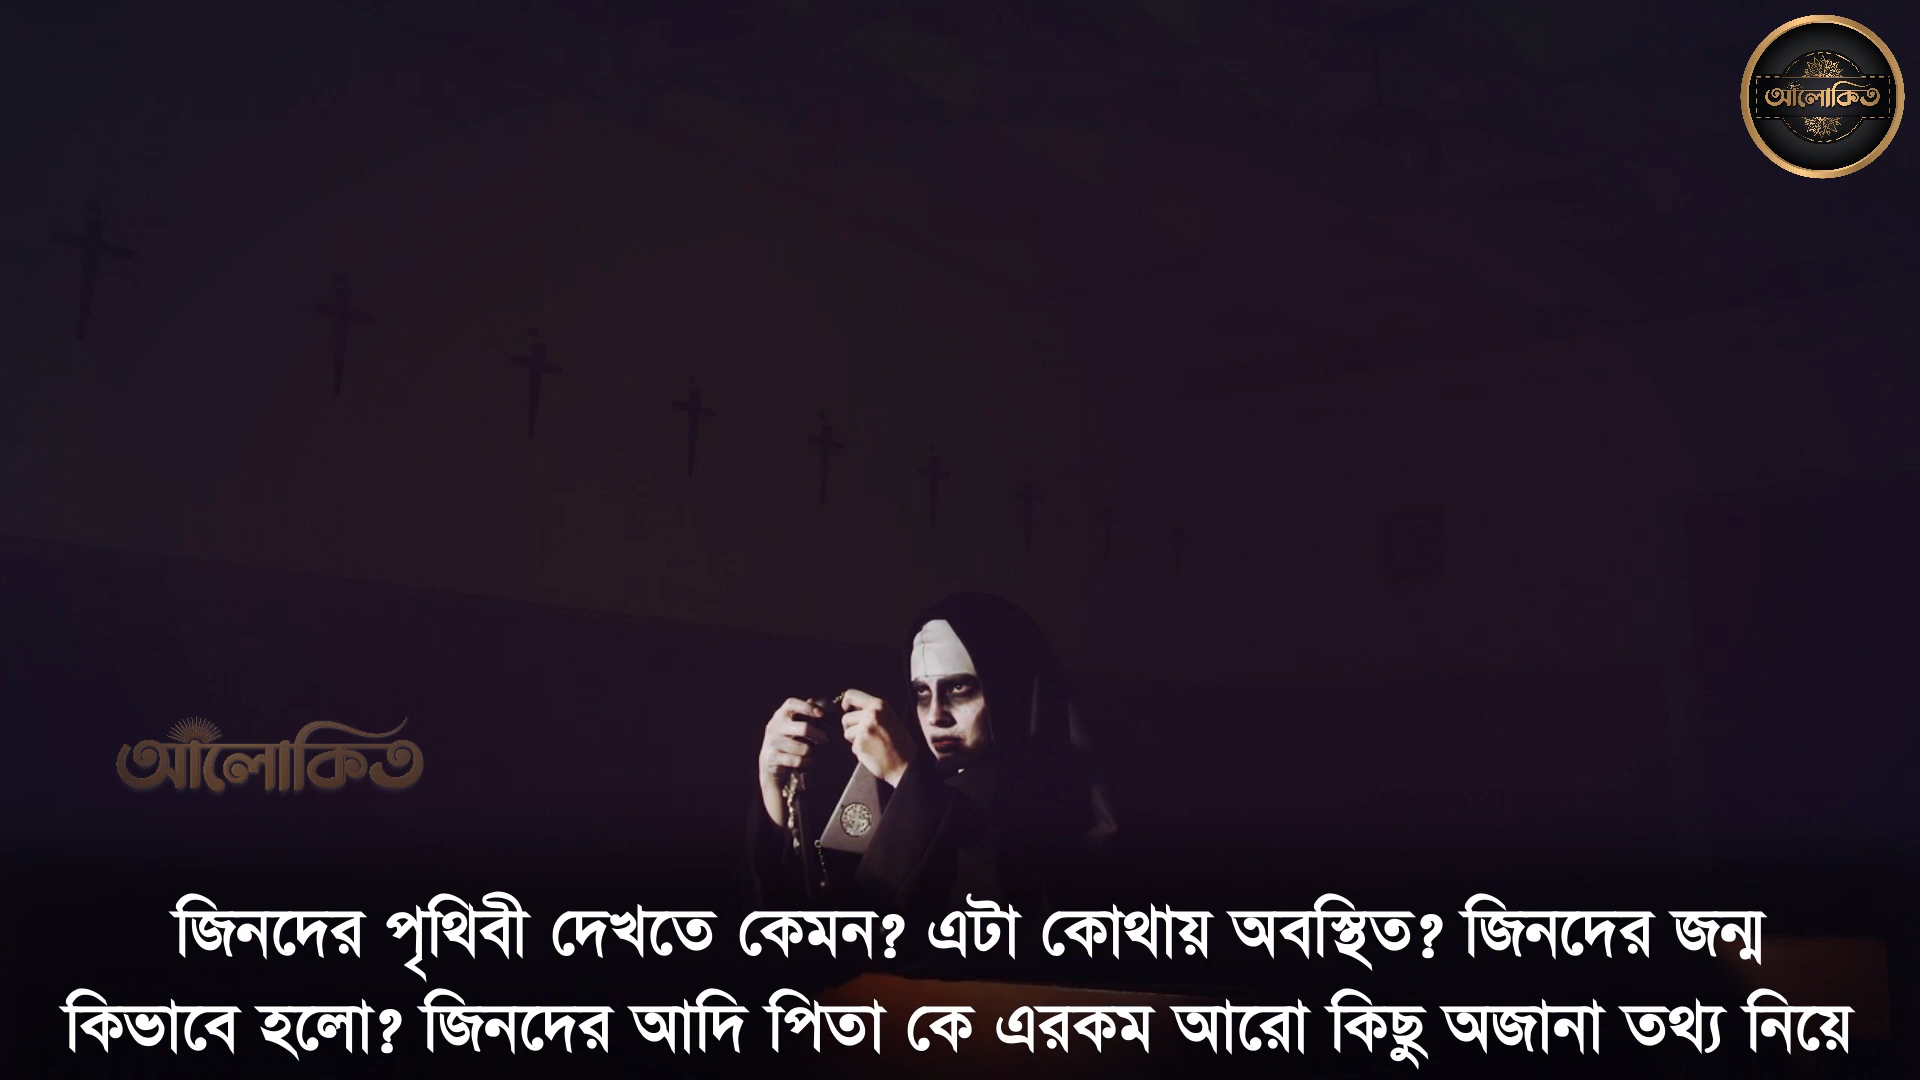 আলোকিত
আলোকিত
জিনদের পৃথিবী দেখতে কেমন? এটা কোথায় অবস্থিত? জিনদের জন্ম
কিভাবে হলো? জিনদের আদি পিতা কে এরকম আরো কিছু অজানা তথ্য নিয়ে